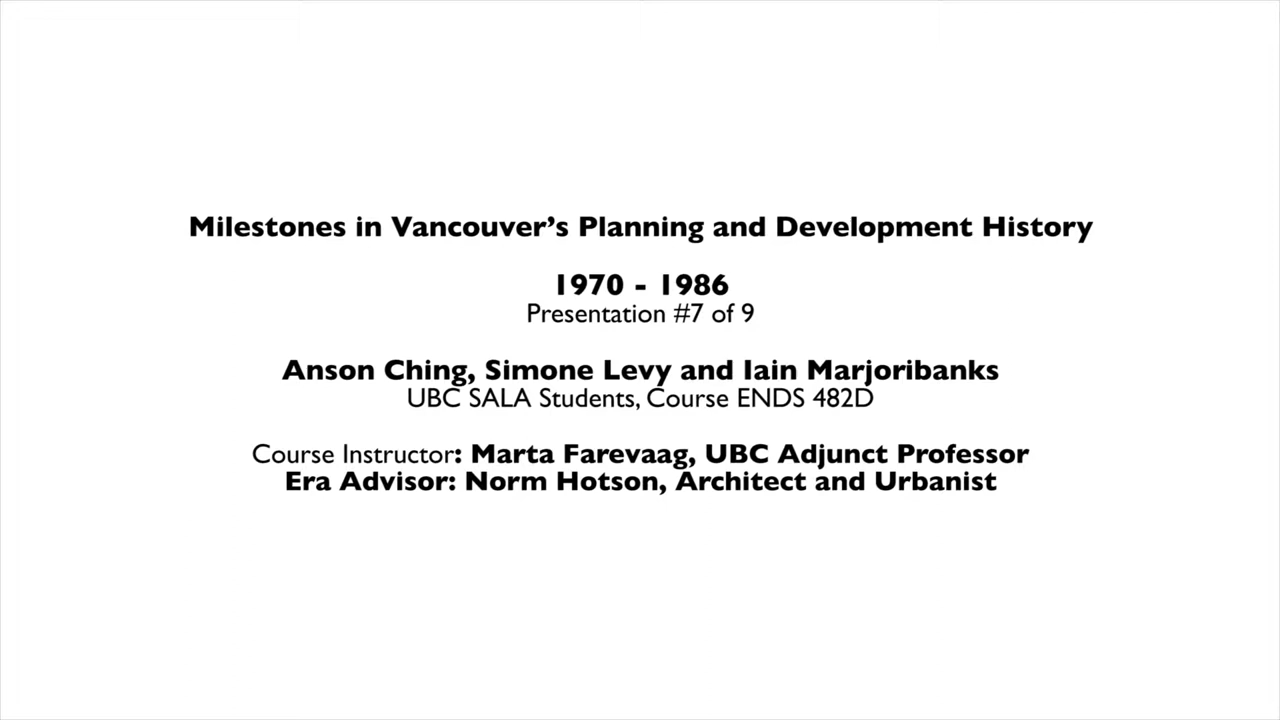 Milestones in Vancouver’s Planning and Development History
1970 - 1986
Presentation #7 of 9
Anson Ching, Simone Levy and Iain Marjoribanks
UBC SALA Students, Course ENDS 482D
Course Instructor: Marta Farevaag, UBC Adjunct Professor
Era Advisor: Norm Hotson, Architect and Urbanist